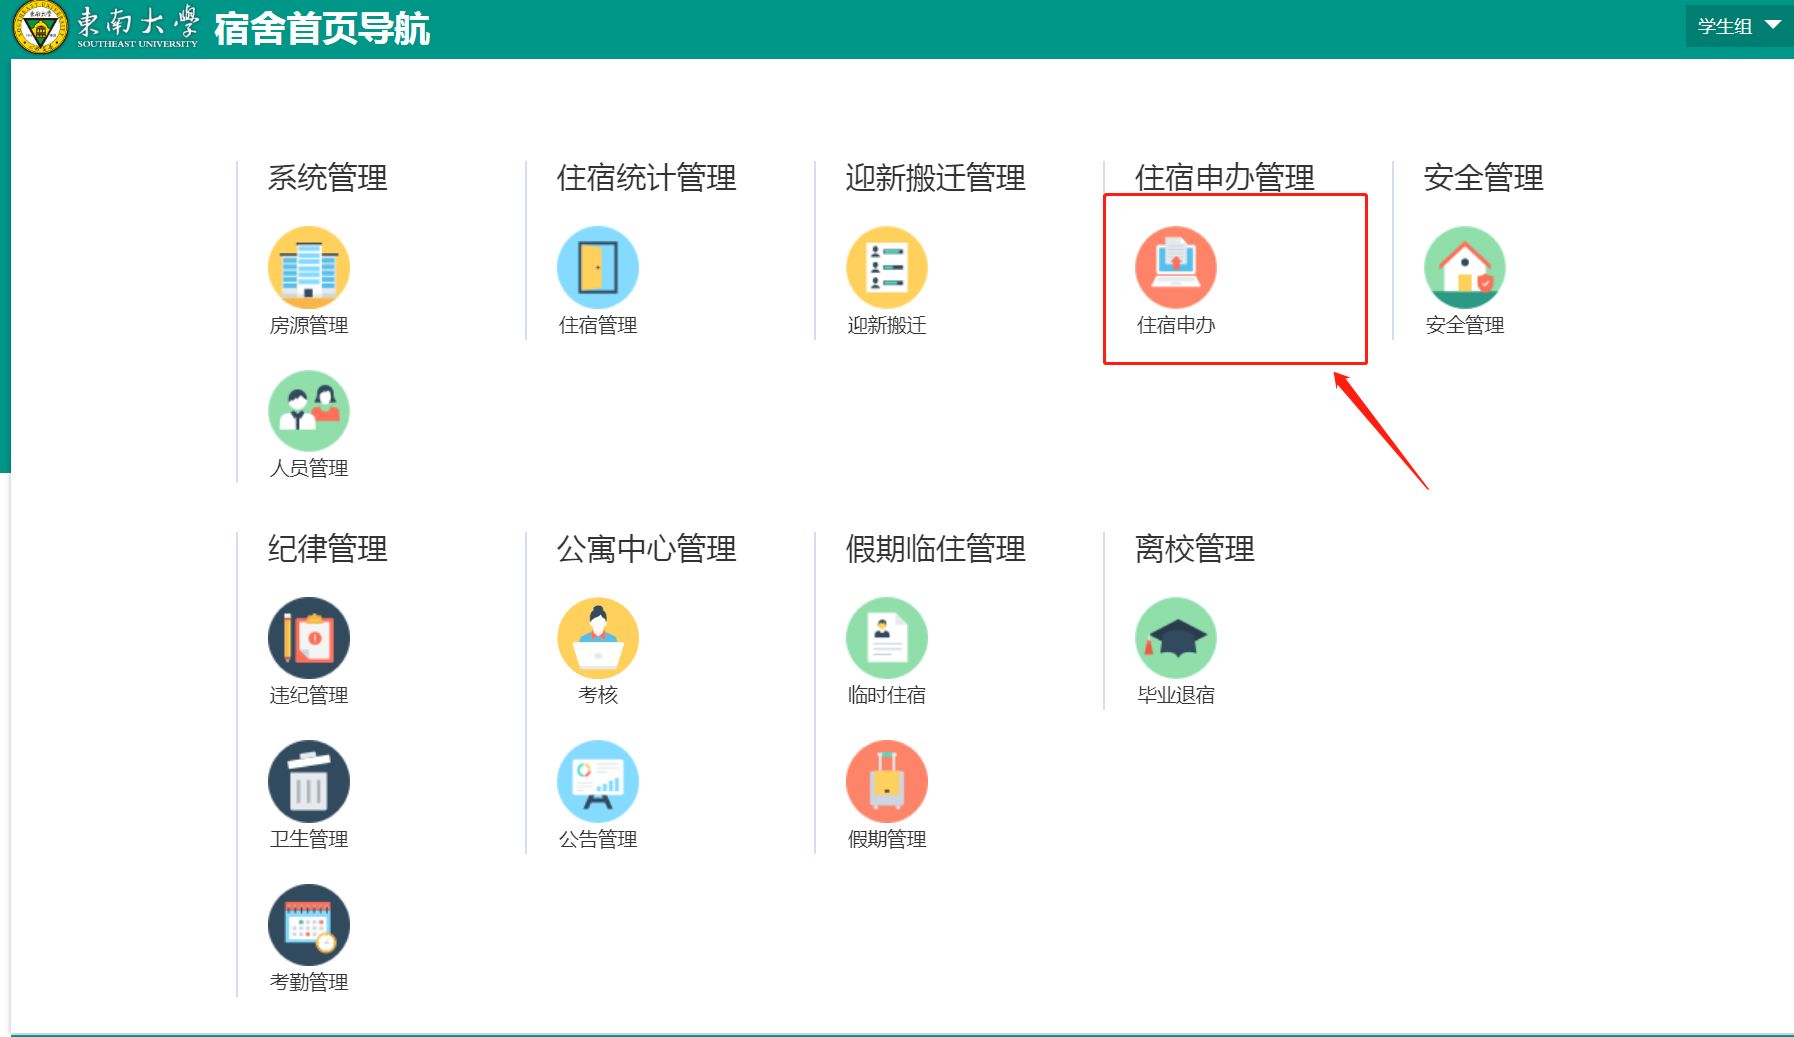 東南大學
SOUTHEAST UNIVERSITY
宿舍首页导航
学生组
系统管理
住宿统计管理
迎新搬迁管理
住宿申办管理
安全管理
房源管理
住宿管理
迎新搬迁
住宿申办
安全管理
人员管理
纪律管理
公寓中心管理
假期临住管理
离校管理
违纪管理
考核
临时住宿
毕业退宿
卫生管理
公告管理
假期管理
考勤管理